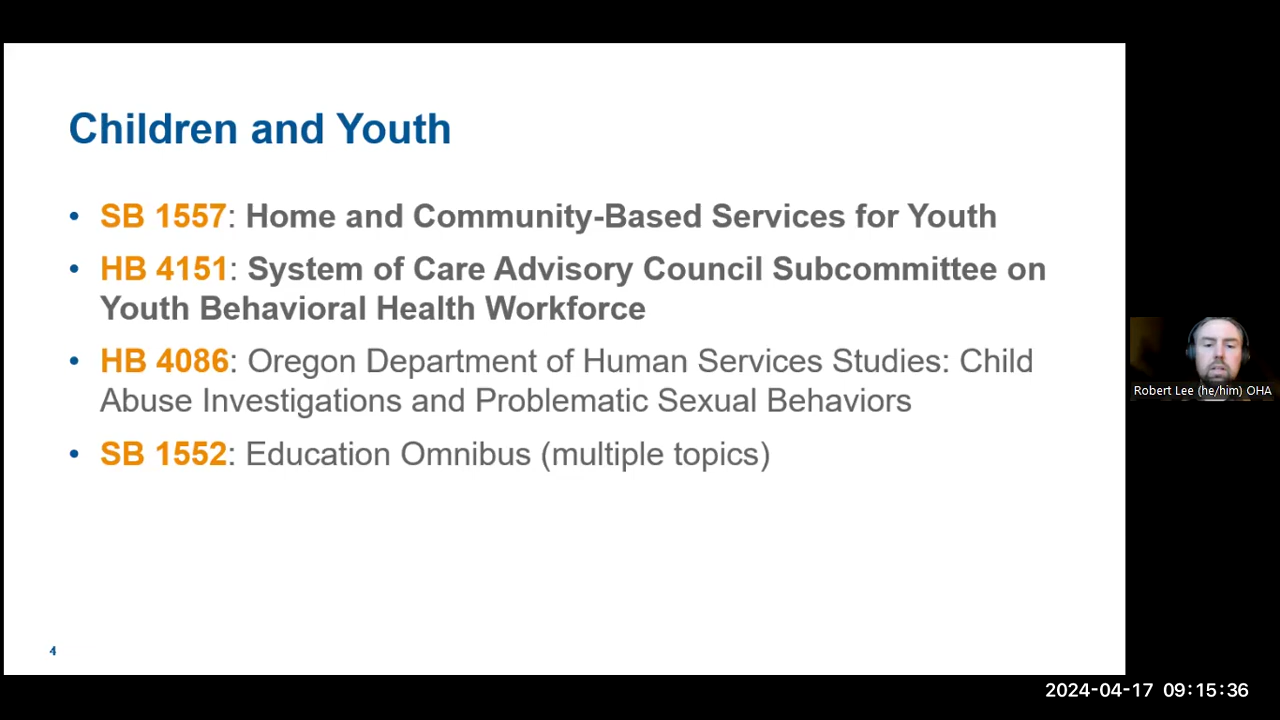 Children and Youth
• SB 1557: Home and Community-Based Services for Youth
• HB 4151: System of Care Advisory Council Subcommittee on
Youth Behavioral Health Workforce
• HB 4086: Oregon Department of Human Services Studies: Child
Abuse Investigations and Problematic Sexual Behaviors
• SB 1552: Education Omnibus (multiple topics)
4
Robert Lee (he/him) OHA
2024-04-17 09:15:36